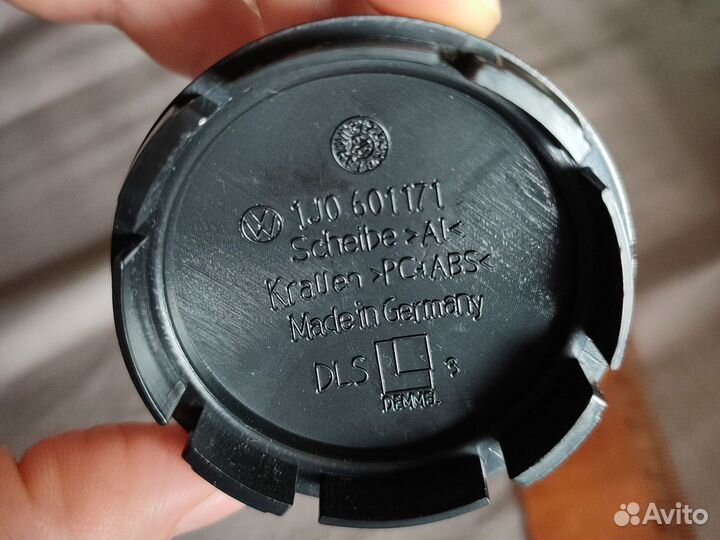 1J0 601171
Scheibe >Al<
Krallen >PC+ABS<
Made in Germany
DLS 3
DEMMEL
Avito